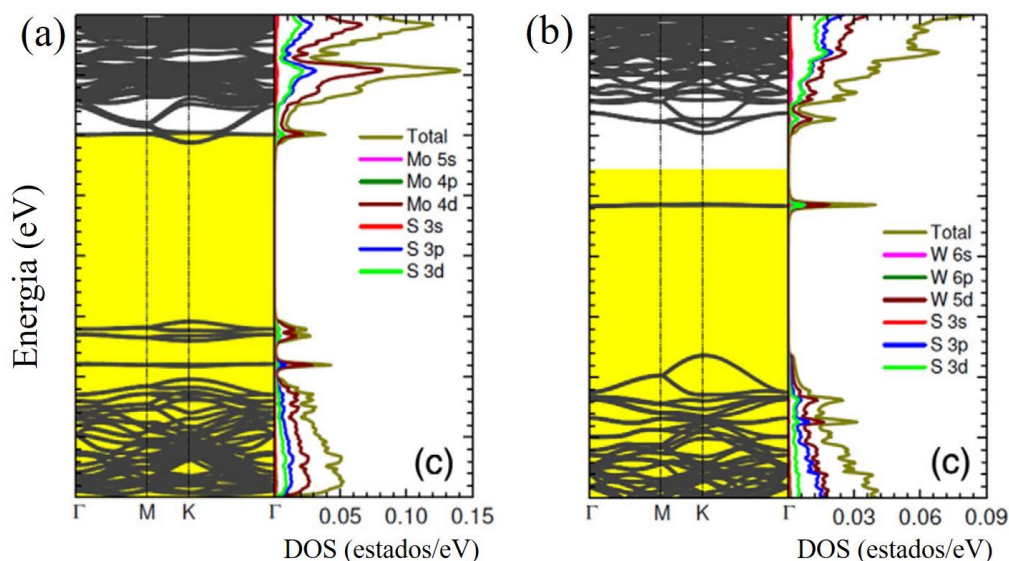 (a)
Energia (eV)
Total
Mo 5s
Mo 4p
Mo 4d
S 3s
S 3p
S 3d
(c)
Γ M K Γ 0.05 0.10 0.15
DOS (estados/eV)
(b)
Total
W 6s
W 6p
W 5d
S 3s
S 3p
S 3d
(c)
Γ M K Γ 0.03 0.06 0.09
DOS (estados/eV)